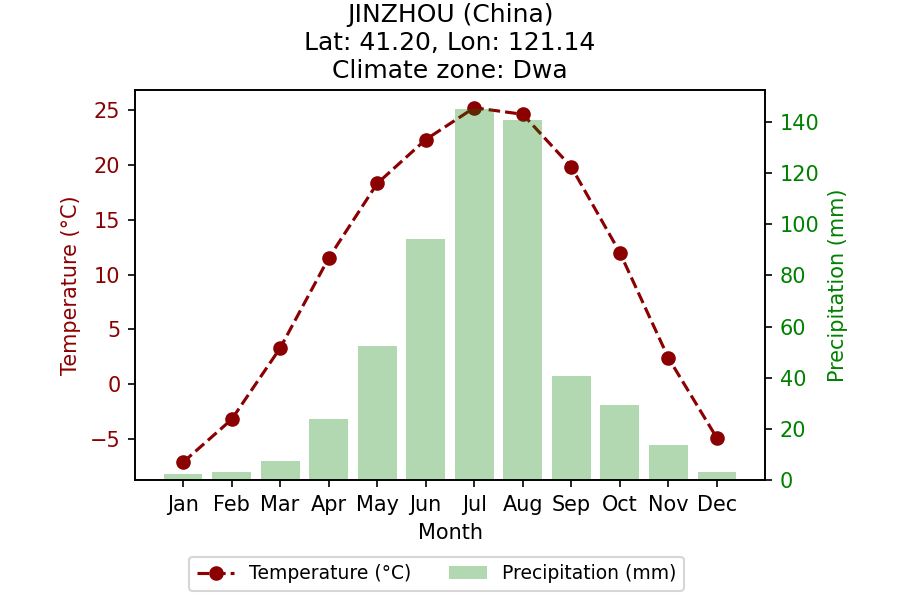 JINZHOU (China)
Lat: 41.20, Lon: 121.14
Climate zone: Dwa
Temperature (°C)
25
20
15
10
5
0
−5
140
120
100
80
60
40
20
0
Precipitation (mm)
Jan Feb Mar Apr May Jun Jul Aug Sep Oct Nov Dec
Month
Temperature (°C) Precipitation (mm)